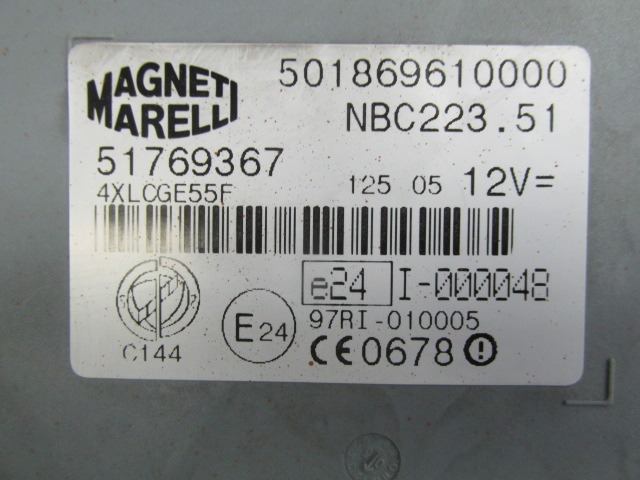 MAGNETI
MARELLI
501869610000
NBC223.51
51769367
4XLCGE55F
125 05 12V=
e24 I-000048
E24
97RI-010005
C144
CE0678